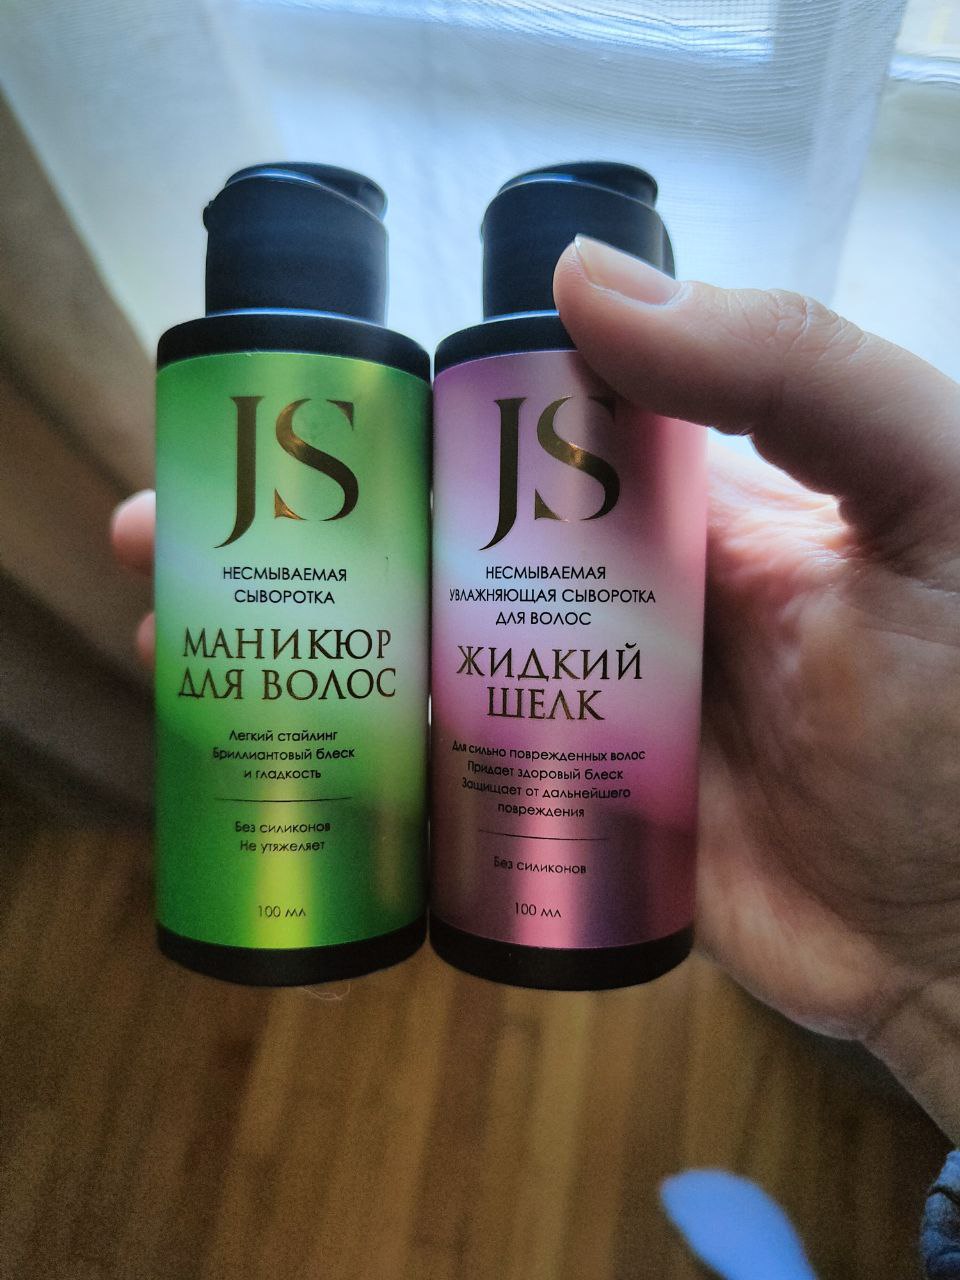 JS
НЕСМЫВАЕМАЯ
СЫВОРОТКА
МАНИКЮР
ДЛЯ ВОЛОС
Легкий стайлинг
Бриллиантовый блеск
и гладкость
Без силиконов
Не утяжеляет
100 мл
JS
НЕСМЫВАЕМАЯ
УВЛАЖНЯЮЩАЯ СЫВОРОТКА
ДЛЯ ВОЛОС
ЖИДКИЙ
ШЕЛК
Для сильно поврежденных волос
Придает здоровый блеск
Защищает от дальнейшего
повреждения
Без силиконов
100 мл